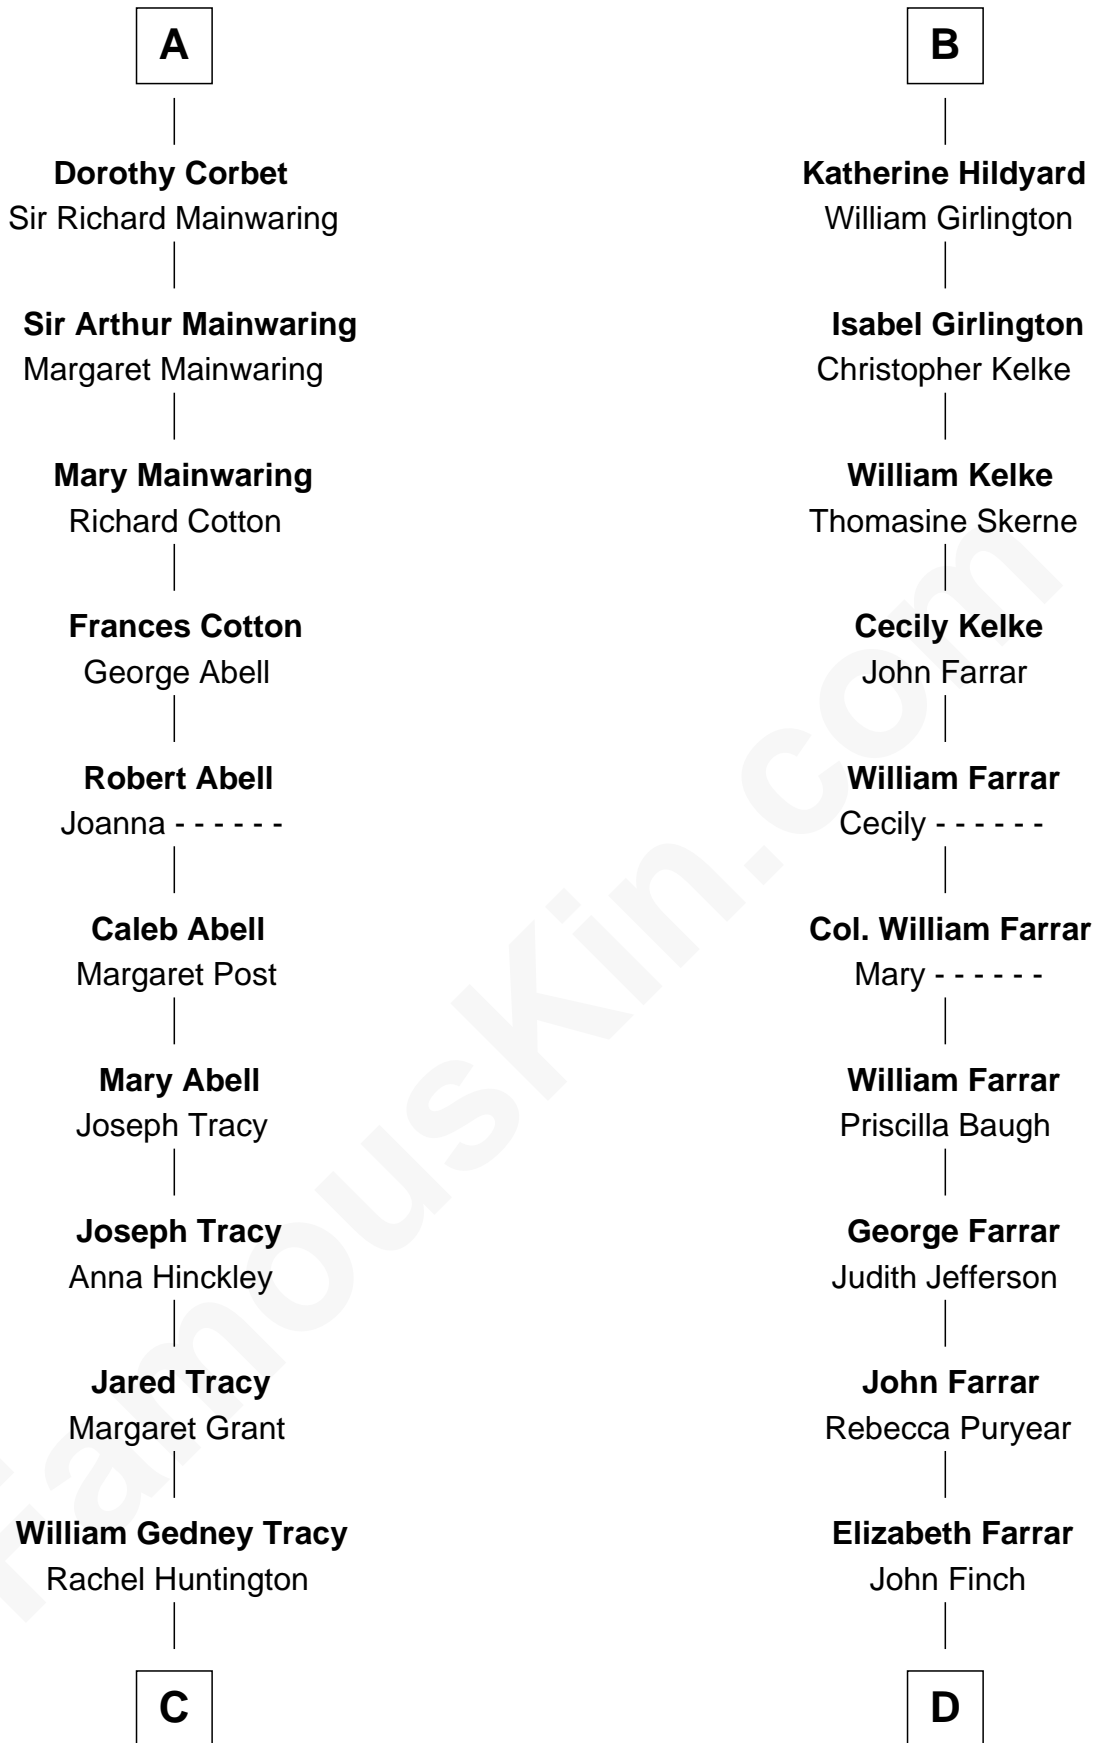 A
Dorothy Corbet
Sir Richard Mainwaring
Sir Arthur Mainwaring
Margaret Mainwaring
Mary Mainwaring
Richard Cotton
Frances Cotton
George Abell
Robert Abell
Joanna - - - - - -
Caleb Abell
Margaret Post
Mary Abell
Joseph Tracy
Joseph Tracy
Anna Hinckley
Jared Tracy
Margaret Grant
William Gedney Tracy
Rachel Huntington
C
B
Katherine Hildyard
William Girlington
Isabel Girlington
Christopher Kelke
William Kelke
Thomasine Skerne
Cecily Kelke
John Farrar
William Farrar
Cecily - - - - - -
Col. William Farrar
Mary - - - - - -
William Farrar
Priscilla Baugh
George Farrar
Judith Jefferson
John Farrar
Rebecca Puryear
Elizabeth Farrar
John Finch
D
FamousKin.com